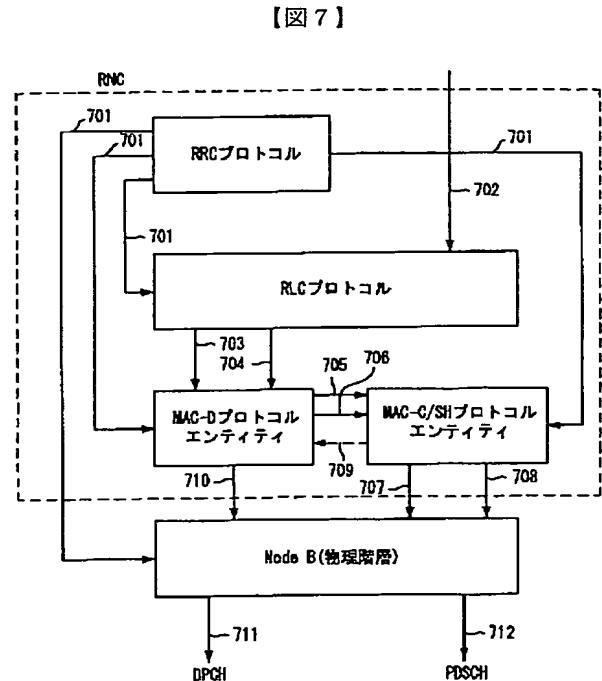 【図7】
RNC
701
701
RRCプロトコル
701
702
701
RLCプロトコル
703
704
705
706
MAC-Dプロトコル
エンティティ
MAC-C/SHプロトコル
エンティティ
709
710
707
708
Node B(物理階層)
711
712
DPCH
PDSCH